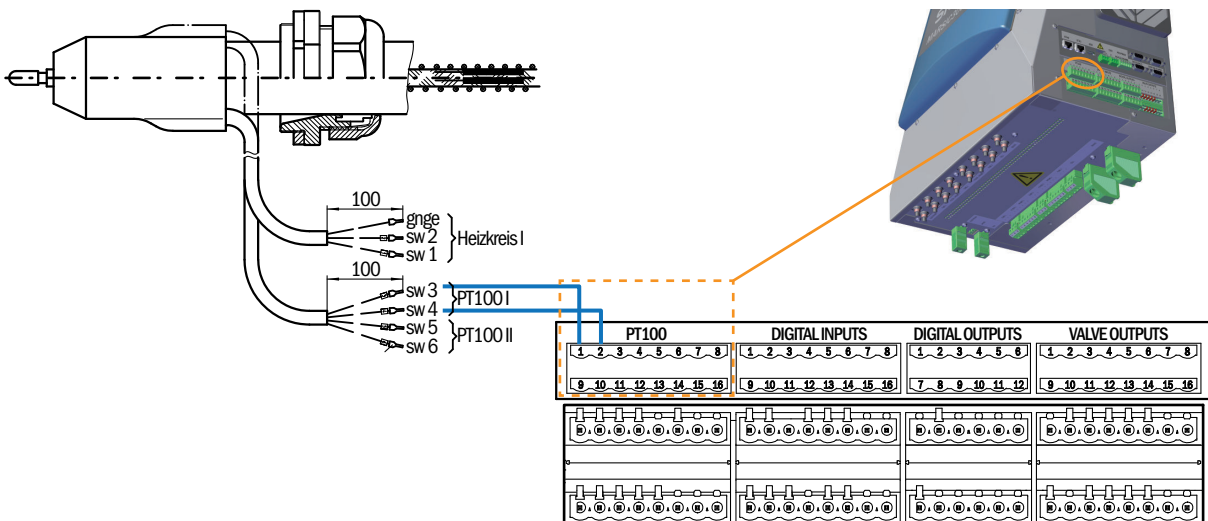 100
gnge
sw 2
sw 1
Heizkreis I
100
sw 3
sw 4
PT100 I
sw 5
sw 6
PT100 II
PT100
1 2 3 4 5 6 7 8
9 10 11 12 13 14 15 16
DIGITAL INPUTS
1 2 3 4 5 6 7 8
9 10 11 12 13 14 15 16
DIGITAL OUTPUTS
1 2 3 4 5 6
7 8 9 10 11 12
VALVE OUTPUTS
1 2 3 4 5 6 7 8
9 10 11 12 13 14 15 16